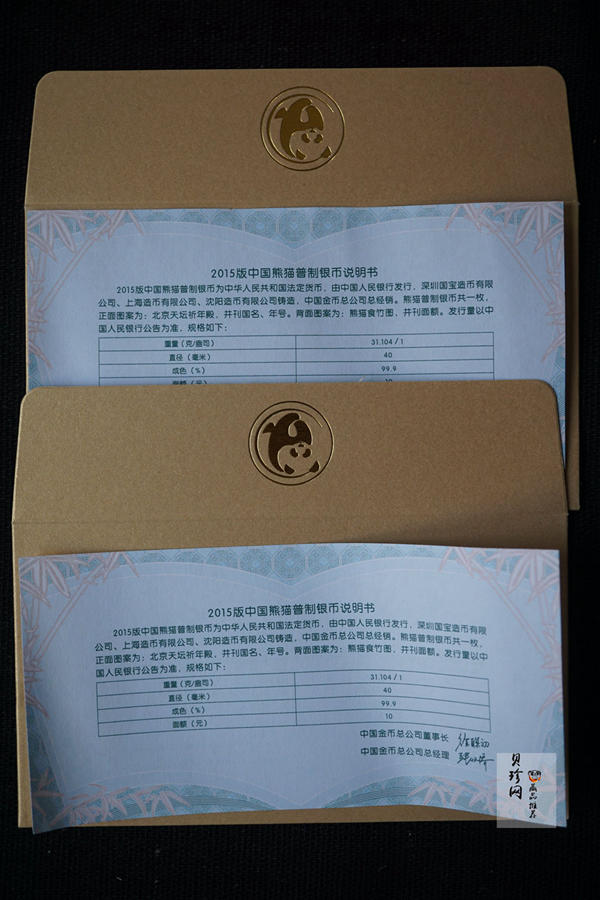 2015版中国熊猫普制银币说明书
2015版中国熊猫普制银币为中华人民共和国法定货币，由中国人民银行发行，深圳国宝造币有限
公司、上海造币有限公司、沈阳造币有限公司铸造，中国金币总公司总经销。熊猫银币共一枚，
正面图案为：北京天坛祈年殿，并刊国名、年号。背面图案为：熊猫食竹图，并刊面额。发行量以中
国人民银行公告为准，规格如下：
重量（克/盎司） 31.104 / 1
直径（毫米） 40
成色（%） 99.9
面额（元） 10
2015版中国熊猫普制银币说明书
2015版中国熊猫普制银币为中华人民共和国法定货币，由中国人民银行发行，深圳国宝造币有限
公司、上海造币有限公司、沈阳造币有限公司铸造，中国金币总公司总经销。熊猫银币共一枚，
正面图案为：北京天坛祈年殿，并刊国名、年号。背面图案为：熊猫食竹图，并刊面额。发行量以中
国人民银行公告为准，规格如下：
重量（克/盎司） 31.104 / 1
直径（毫米） 40
成色（%） 99.9
面额（元） 10
中国金币总公司董事长
中国金币总公司总经理
贝珍网
藏品推荐